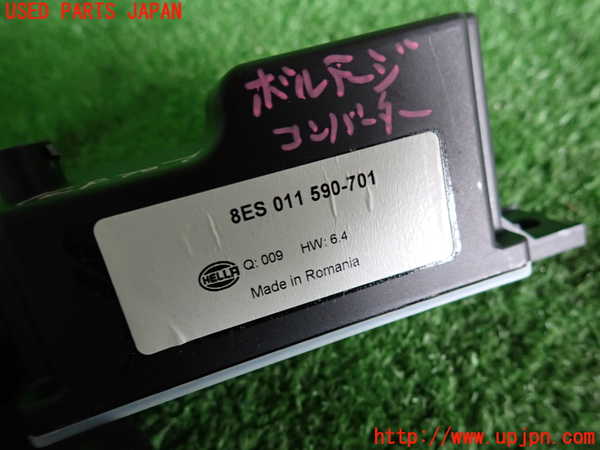 USED PARTS JAPAN
ボルテージ
コンバーター
8ES 011 590-701
HELLA
Q: 009 HW: 6.4
Made in Romania
http://www.upjpn.com